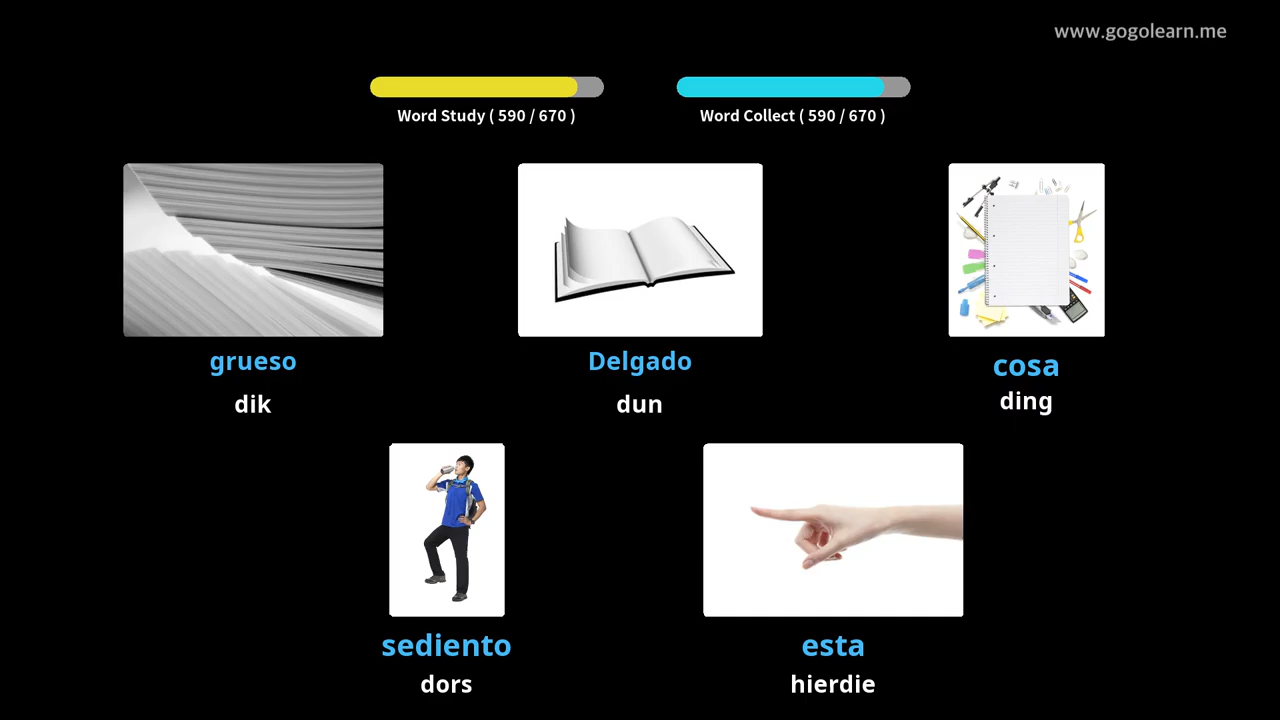 www.gogolearn.me
Word Study ( 590 / 670 )
Word Collect ( 590 / 670 )
grueso
Delgado
cosa
dik
dun
ding
sediento
esta
dors
hierdie